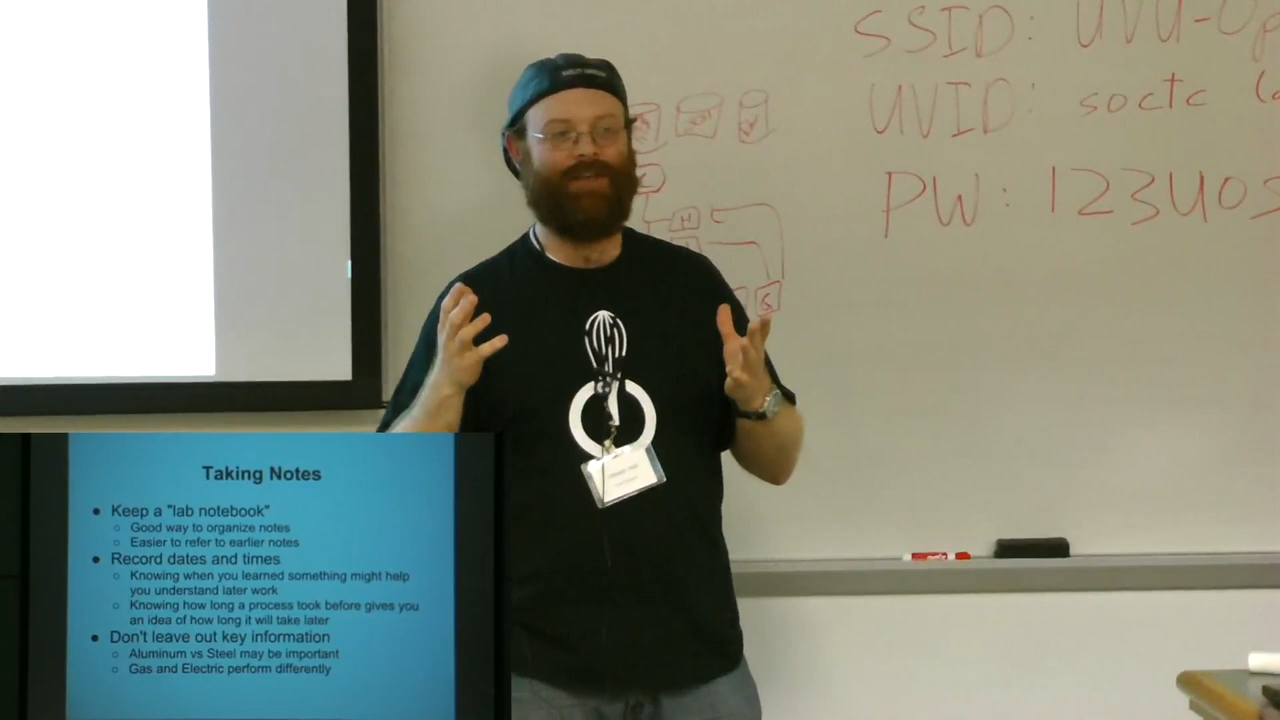 SSID: UVU-Op
UVID: soctc
PW: 12340
Taking Notes
• Keep a "lab notebook"
○ Good way to organize notes
○ Easier to refer to earlier notes
• Record dates and times
○ Knowing when you learned something might help
you understand later work
○ Knowing how long a process took before gives you
an idea of how long it will take later
• Don't leave out key information
○ Aluminum vs Steel may be important
○ Gas and Electric perform differently